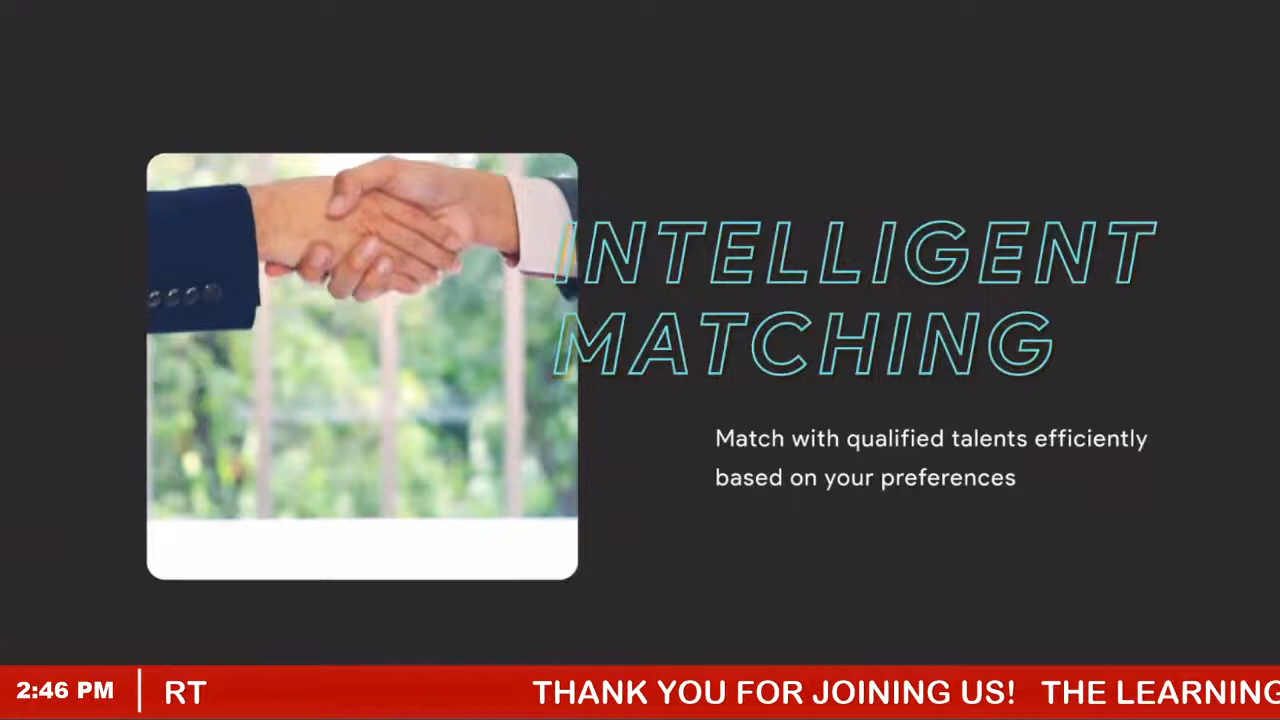 INTELLIGENT
MATCHING
Match with qualified talents efficiently
based on your preferences
2:46 PM RT THANK YOU FOR JOINING US! THE LEARNING